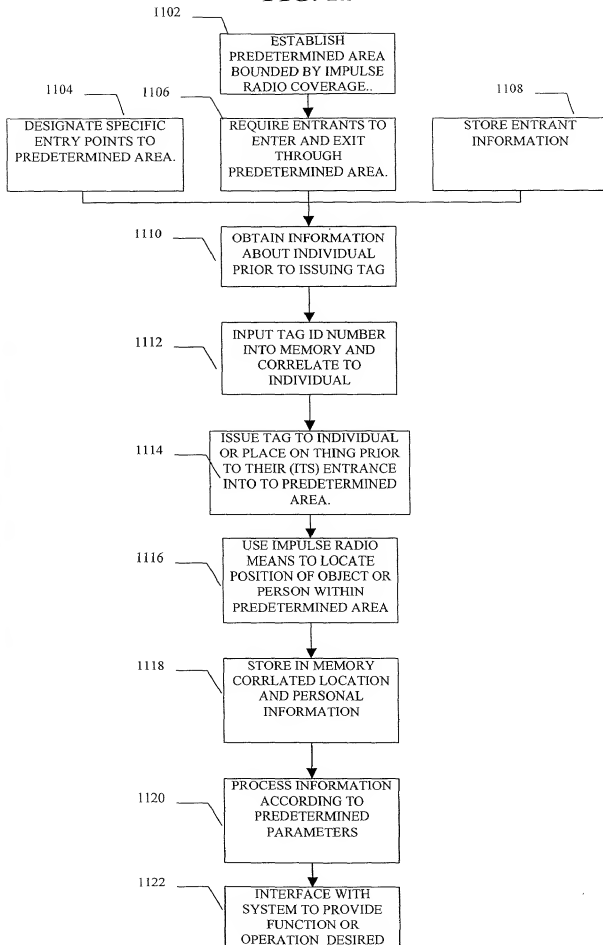 1102
ESTABLISH
PREDETERMINED AREA
BOUNDED BY IMPULSE
RADIO COVERAGE..
1104
DESIGNATE SPECIFIC
ENTRY POINTS TO
PREDETERMINED AREA.
1106
REQUIRE ENTRANTS TO
ENTER AND EXIT
THROUGH
PREDETERMINED AREA.
1108
STORE ENTRANT
INFORMATION
1110
OBTAIN INFORMATION
ABOUT INDIVIDUAL
PRIOR TO ISSUING TAG
1112
INPUT TAG ID NUMBER
INTO MEMORY AND
CORRELATE TO
INDIVIDUAL
1114
ISSUE TAG TO INDIVIDUAL
OR PLACE ON THING PRIOR
TO THEIR (ITS) ENTRANCE
INTO TO PREDETERMINED
AREA.
1116
USE IMPULSE RADIO
MEANS TO LOCATE
POSITION OF OBJECT OR
PERSON WITHIN
PREDETERMINED AREA
1118
STORE IN MEMORY
CORRLATED LOCATION
AND PERSONAL
INFORMATION
1120
PROCESS INFORMATION
ACCORDING TO
PREDETERMINED
PARAMETERS
1122
INTERFACE WITH
SYSTEM TO PROVIDE
FUNCTION OR
OPERATION DESIRED